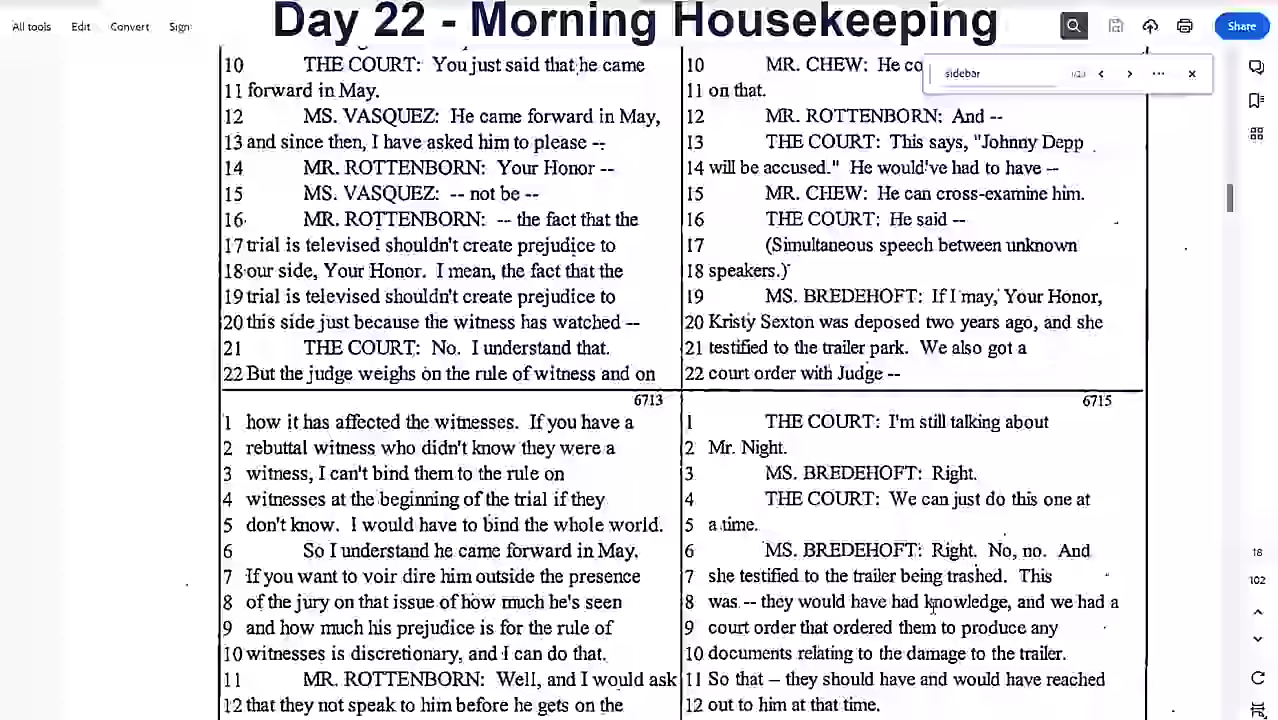 Day 22 - Morning Housekeeping
All tools Edit Convert Sign
Share
sidebar
10 THE COURT: You just said that he came
11 forward in May.
12 MS. VASQUEZ: He came forward in May,
13 and since then, I have asked him to please --
14 MR. ROTTENBORN: Your Honor --
15 MS. VASQUEZ: -- not be --
16 MR. ROTTENBORN: -- the fact that the
17 trial is televised shouldn't create prejudice to
18 our side, Your Honor. I mean, the fact that the
19 trial is televised shouldn't create prejudice to
20 this side just because the witness has watched --
21 THE COURT: No. I understand that.
22 But the judge weighs on the rule of witness and on
6713
1 how it has affected the witnesses. If you have a
2 rebuttal witness who didn't know they were a
3 witness, I can't bind them to the rule on
4 witnesses at the beginning of the trial if they
5 don't know. I would have to bind the whole world.
6 So I understand he came forward in May.
7 If you want to voir dire him outside the presence
8 of the jury on that issue of how much he's seen
9 and how much his prejudice is for the rule of
10 witnesses is discretionary, and I can do that.
11 MR. ROTTENBORN: Well, and I would ask
12 that they not speak to him before he gets on the
10 MR. CHEW: He co
11 on that.
12 MR. ROTTENBORN: And --
13 THE COURT: This says, "Johnny Depp
14 will be accused." He would've had to have --
15 MR. CHEW: He can cross-examine him.
16 THE COURT: He said --
17 (Simultaneous speech between unknown
18 speakers.)
19 MS. BREDEHOFT: If I may, Your Honor,
20 Kristy Sexton was deposed two years ago, and she
21 testified to the trailer park. We also got a
22 court order with Judge --
6715
1 THE COURT: I'm still talking about
2 Mr. Night.
3 MS. BREDEHOFT: Right.
4 THE COURT: We can just do this one at
5 a time.
6 MS. BREDEHOFT: Right. No, no. And
7 she testified to the trailer being trashed. This
8 was -- they would have had knowledge, and we had a
9 court order that ordered them to produce any
10 documents relating to the damage to the trailer.
11 So that -- they should have and would have reached
12 out to him at that time.
18
102